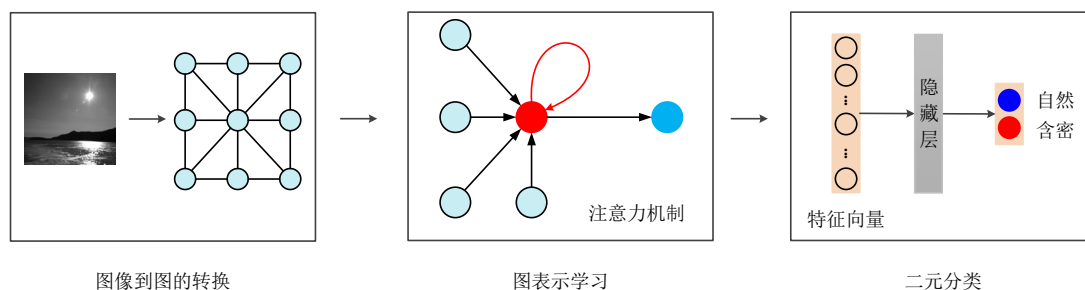 注意力机制
特征向量
隐藏层
自然
含密
图像到图的转换
图表示学习
二元分类